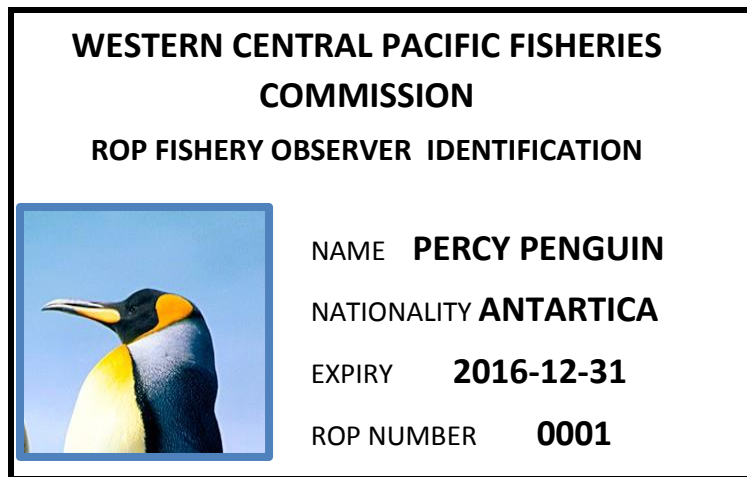 WESTERN CENTRAL PACIFIC FISHERIES
COMMISSION
ROP FISHERY OBSERVER IDENTIFICATION
NAME PERCY PENGUIN
NATIONALITY ANTARTICA
EXPIRY 2016-12-31
ROP NUMBER 0001